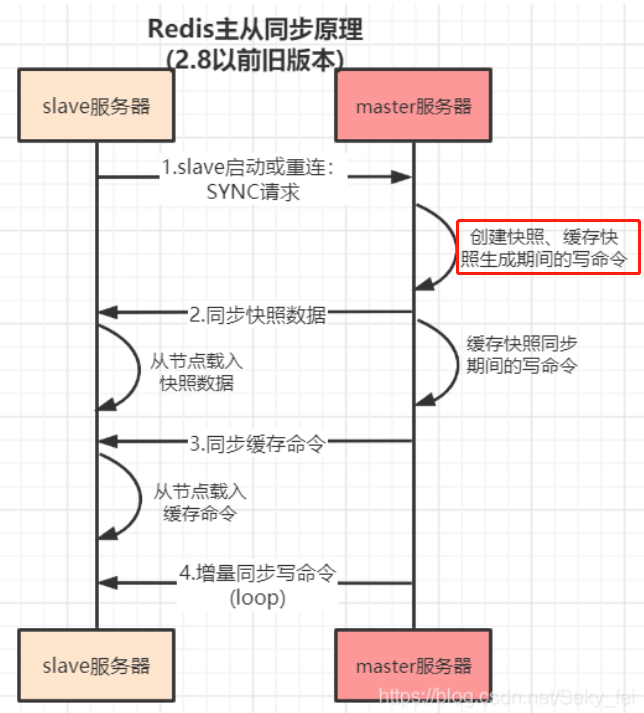 Redis主从同步原理
(2.8以前旧版本)
slave服务器
master服务器
1.slave启动或重连：
SYNC请求
创建快照、缓存快
照生成期间的写命令
2.同步快照数据
缓存快照同步
期间的写命令
从节点载入
快照数据
3.同步缓存命令
从节点载入
缓存命令
4.增量同步写命令
(loop)
slave服务器
master服务器
https://blog.csdn.net/Seky_fei